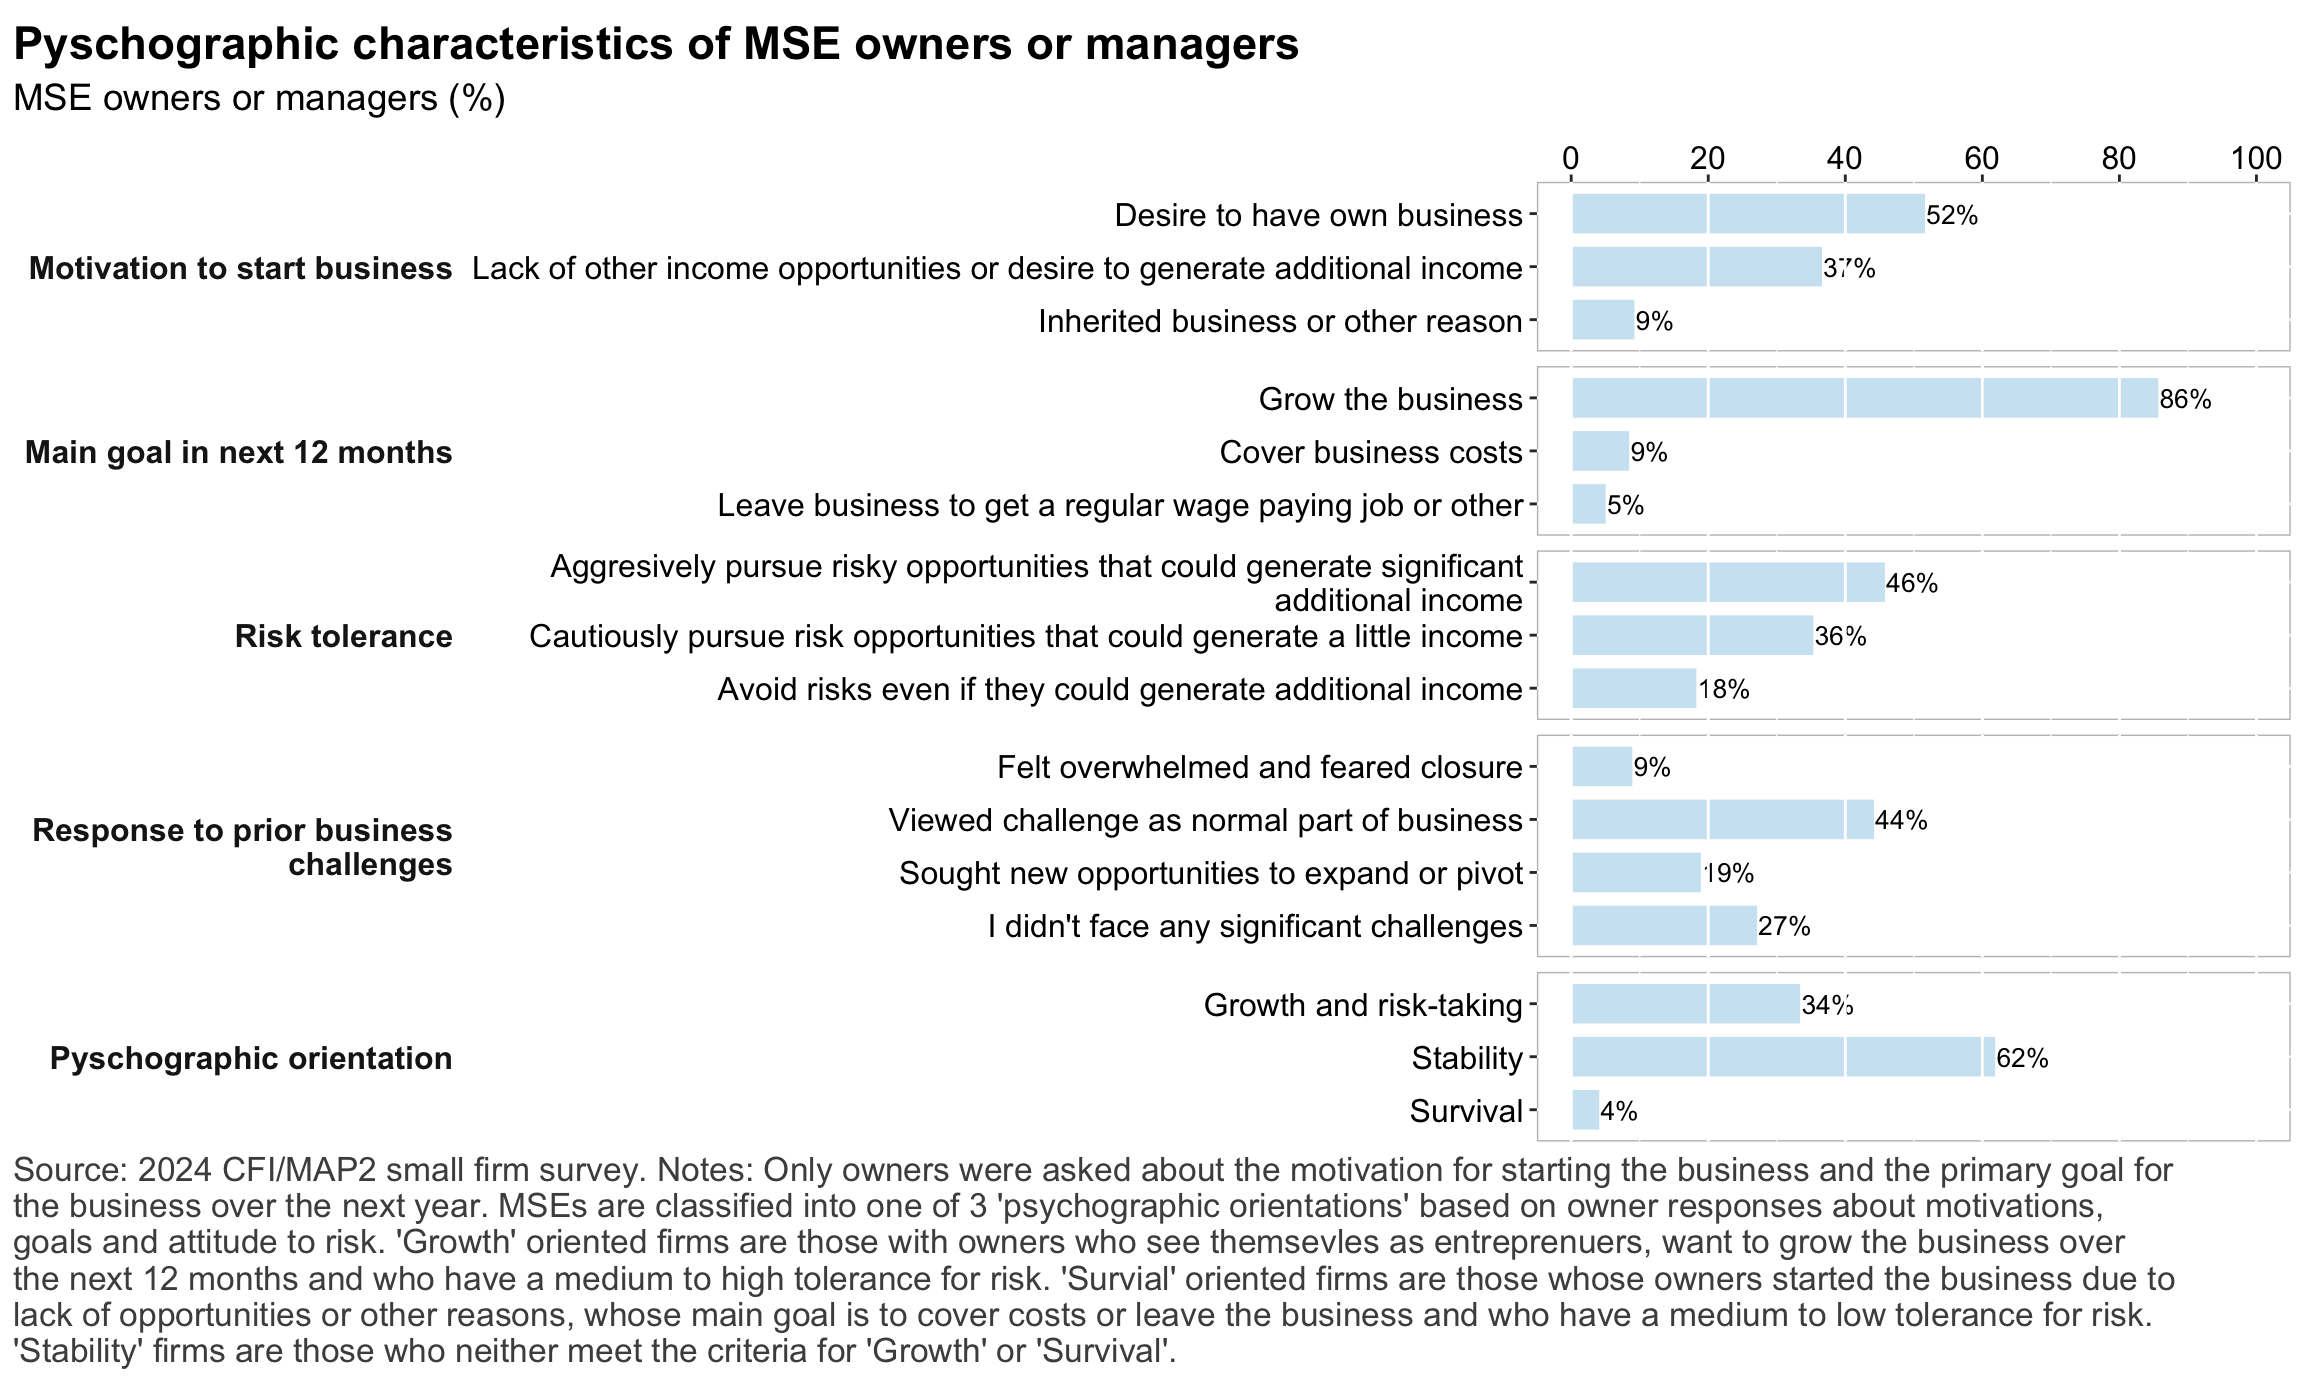 Pyschographic characteristics of MSE owners or managers
MSE owners or managers (%)
0 20 40 60 80 100
Motivation to start business
Desire to have own business 52%
Lack of other income opportunities or desire to generate additional income 37%
Inherited business or other reason 9%
Main goal in next 12 months
Grow the business 86%
Cover business costs 9%
Leave business to get a regular wage paying job or other 5%
Risk tolerance
Aggresively pursue risky opportunities that could generate significant
additional income 46%
Cautiously pursue risk opportunities that could generate a little income 36%
Avoid risks even if they could generate additional income 18%
Response to prior business
challenges
Felt overwhelmed and feared closure 9%
Viewed challenge as normal part of business 44%
Sought new opportunities to expand or pivot 19%
I didn't face any significant challenges 27%
Pyschographic orientation
Growth and risk-taking 34%
Stability 62%
Survival 4%
Source: 2024 CFI/MAP2 small firm survey. Notes: Only owners were asked about the motivation for starting the business and the primary goal for
the business over the next year. MSEs are classified into one of 3 'psychographic orientations' based on owner responses about motivations,
goals and attitude to risk. 'Growth' oriented firms are those with owners who see themsevles as entreprenuers, want to grow the business over
the next 12 months and who have a medium to high tolerance for risk. 'Survial' oriented firms are those whose owners started the business due to
lack of opportunities or other reasons, whose main goal is to cover costs or leave the business and who have a medium to low tolerance for risk.
'Stability' firms are those who neither meet the criteria for 'Growth' or 'Survival'.